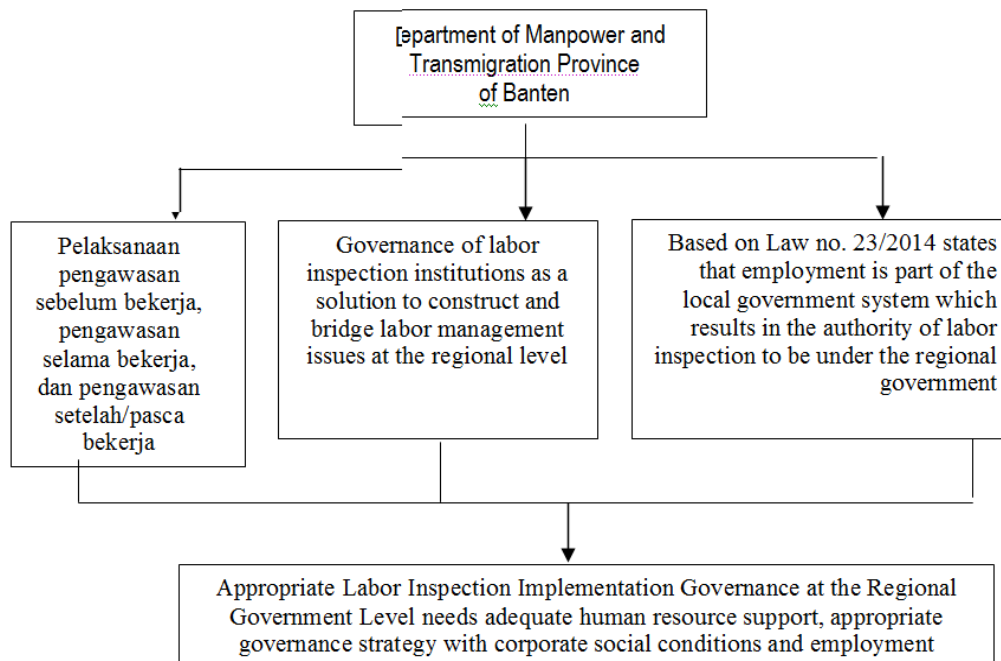 Department of Manpower and
Transmigration Province
of Banten
Pelaksanaan
pengawasan
sebelum bekerja,
pengawasan
selama bekerja,
dan pengawasan
setelah/pasca
bekerja
Governance of labor
inspection institutions as a
solution to construct and
bridge labor management
issues at the regional level
Based on Law no. 23/2014 states
that employment is part of the
local government system which
results in the authority of labor
inspection to be under the regional
government
Appropriate Labor Inspection Implementation Governance at the Regional
Government Level needs adequate human resource support, appropriate
governance strategy with corporate social conditions and employment